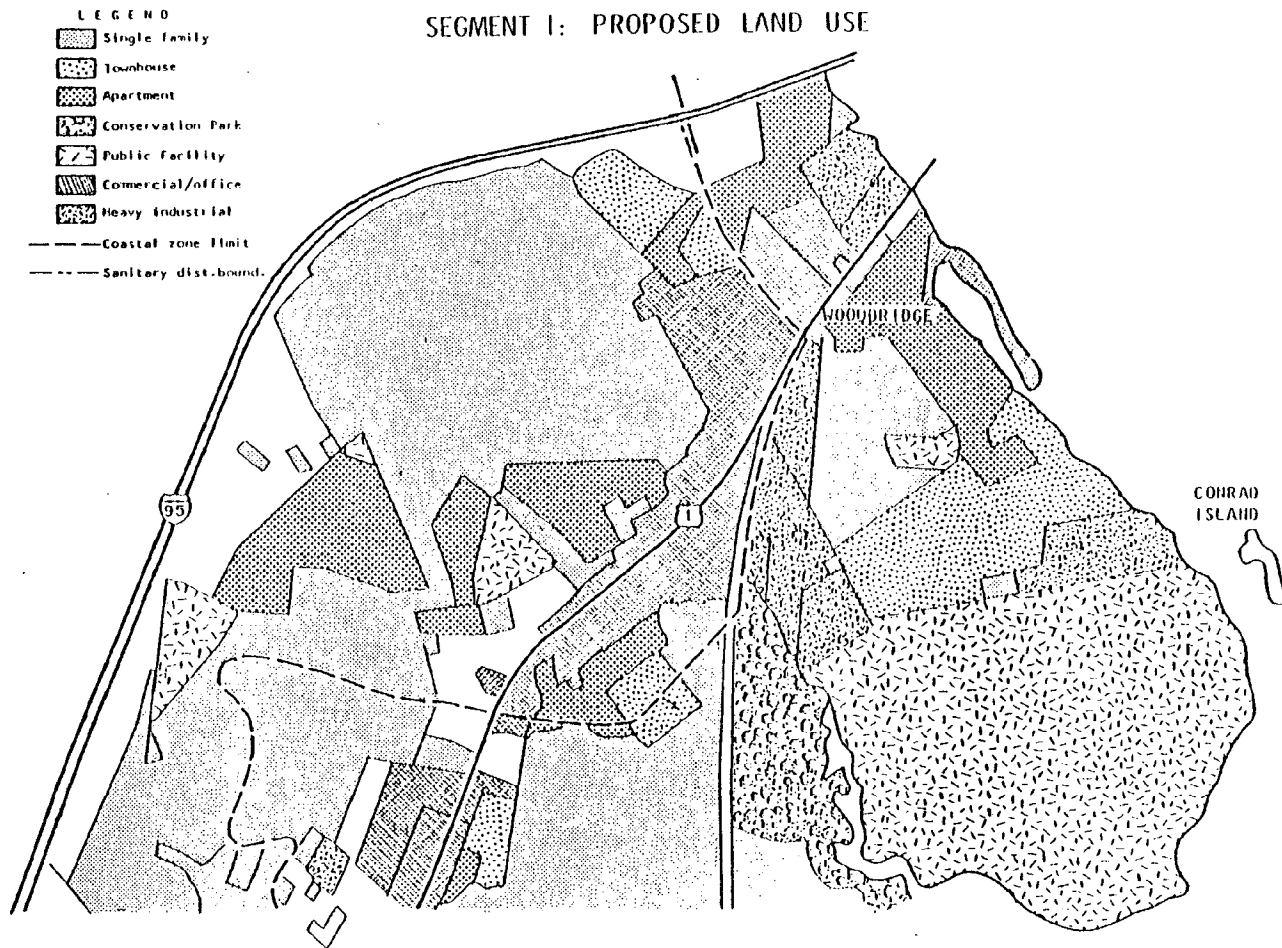 LEGEND
SEGMENT I: PROPOSED LAND USE
Single family
Townhouse
Apartment
Conservation Park
Public facility
Commercial/office
Heavy industrial
Coastal zone limit
Sanitary dist.bound.
WOODBRIDGE
95
1
CONRAD
ISLAND